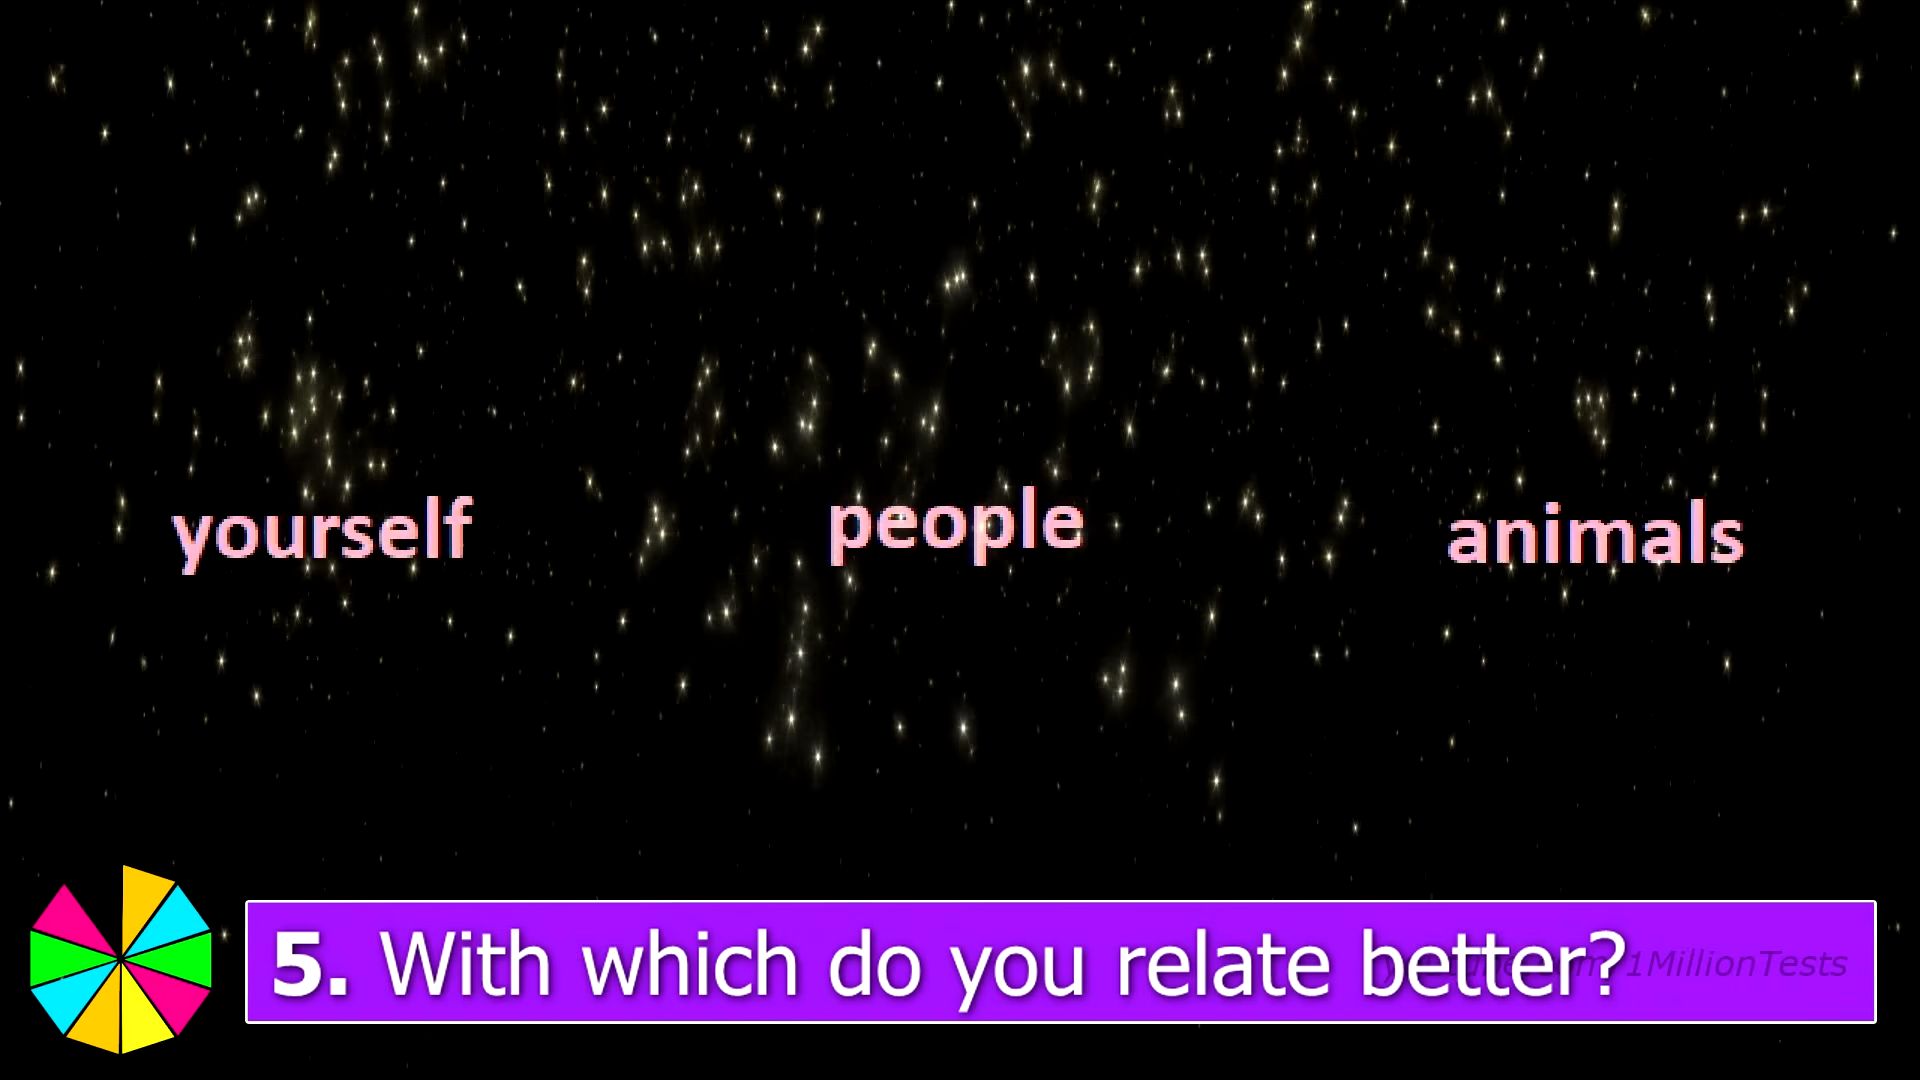 yourself
people
animals
5. With which do you relate better?
1MillionTests